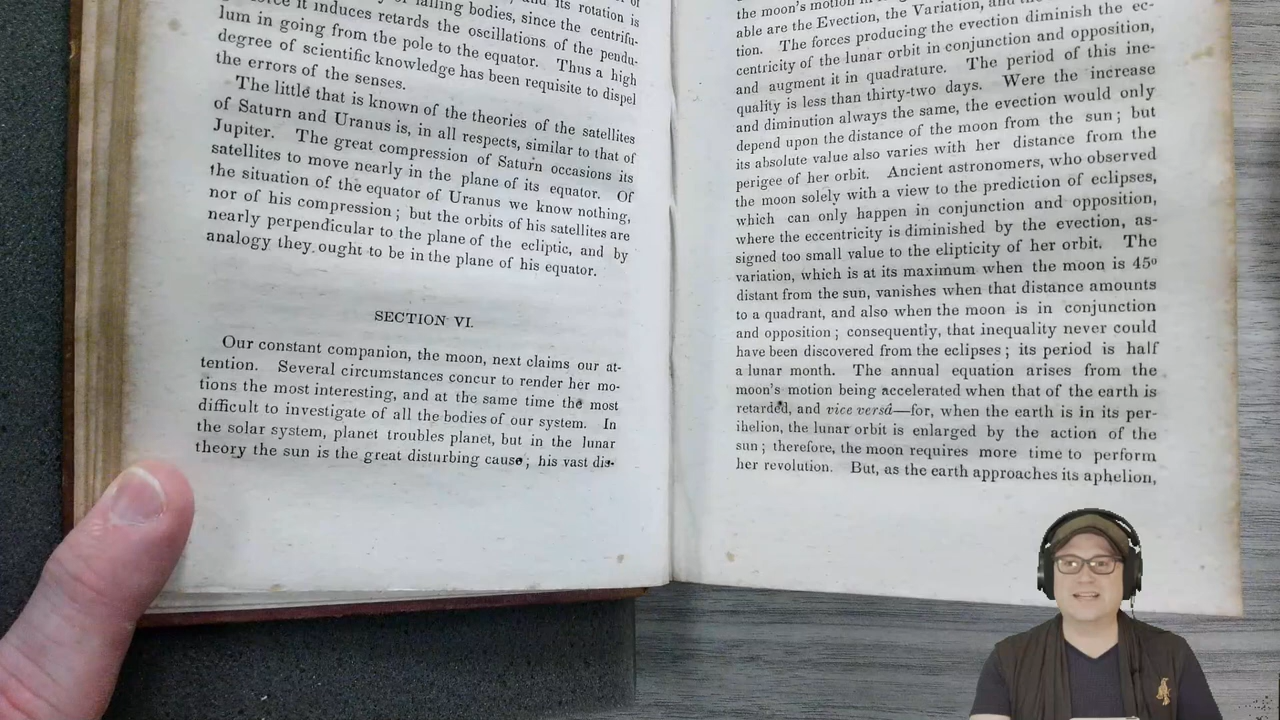 of
of falling bodies, since the centrifu-
and its rotation is
it induces retards the oscillations of the pendu-
lum in going from the pole to the equator. Thus a high
degree of scientific knowledge has been requisite to dispel
the errors of the senses.
The little that is known of the theories of the satellites
of Saturn and Uranus is, in all respects, similar to that of
Jupiter. The great compression of Saturn occasions its
satellites to move nearly in the plane of its equator. Of
the situation of the equator of Uranus we know nothing,
nor of his compression; but the orbits of his satellites are
nearly perpendicular to the plane of the ecliptic, and by
analogy they ought to be in the plane of his equator.
SECTION VI.
Our constant companion, the moon, next claims our at-
tention. Several circumstances concur to render her mo-
tions the most interesting, and at the same time the most
difficult to investigate of all the bodies of our system. In
the solar system, planet troubles planet, but in the lunar
theory the sun is the great disturbing cause; his vast dis-
the moon's motion in
able are the Evection, the Variation, and the
tion. The forces producing the evection diminish the ec-
centricity of the lunar orbit in conjunction and opposition,
and augment it in quadrature. The period of this ine-
quality is less than thirty-two days. Were the increase
and diminution always the same, the evection would only
depend upon the distance of the moon from the sun; but
its absolute value also varies with her distance from the
perigee of her orbit. Ancient astronomers, who observed
the moon solely with a view to the prediction of eclipses,
which can only happen in conjunction and opposition,
where the eccentricity is diminished by the evection, as-
signed too small value to the elipticity of her orbit. The
variation, which is at its maximum when the moon is 45º
distant from the sun, vanishes when that distance amounts
to a quadrant, and also when the moon is in conjunction
and opposition; consequently, that inequality never could
have been discovered from the eclipses; its period is half
a lunar month. The annual equation arises from the
moon's motion being accelerated when that of the earth is
retarded, and vice versâ—for, when the earth is in its per-
ihelion, the lunar orbit is enlarged by the action of the
sun; therefore, the moon requires more time to perform
her revolution. But, as the earth approaches its aphelion,